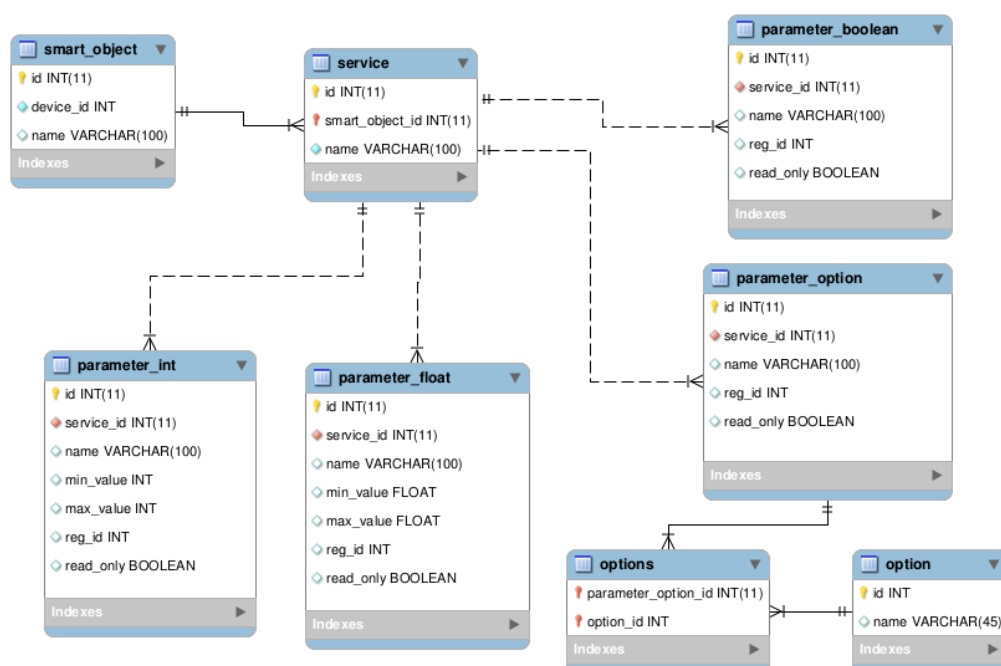 smart_object
id INT(11)
device_id INT
name VARCHAR(100)
Indexes
service
id INT(11)
smart_object_id INT(11)
name VARCHAR(100)
Indexes
parameter_boolean
id INT(11)
service_id INT(11)
name VARCHAR(100)
reg_id INT
read_only BOOLEAN
Indexes
parameter_option
id INT(11)
service_id INT(11)
name VARCHAR(100)
reg_id INT
read_only BOOLEAN
Indexes
parameter_int
id INT(11)
service_id INT(11)
name VARCHAR(100)
min_value INT
max_value INT
reg_id INT
read_only BOOLEAN
Indexes
parameter_float
id INT(11)
service_id INT(11)
name VARCHAR(100)
min_value FLOAT
max_value FLOAT
reg_id INT
read_only BOOLEAN
Indexes
options
parameter_option_id INT(11)
option_id INT
Indexes
option
id INT
name VARCHAR(45)
Indexes